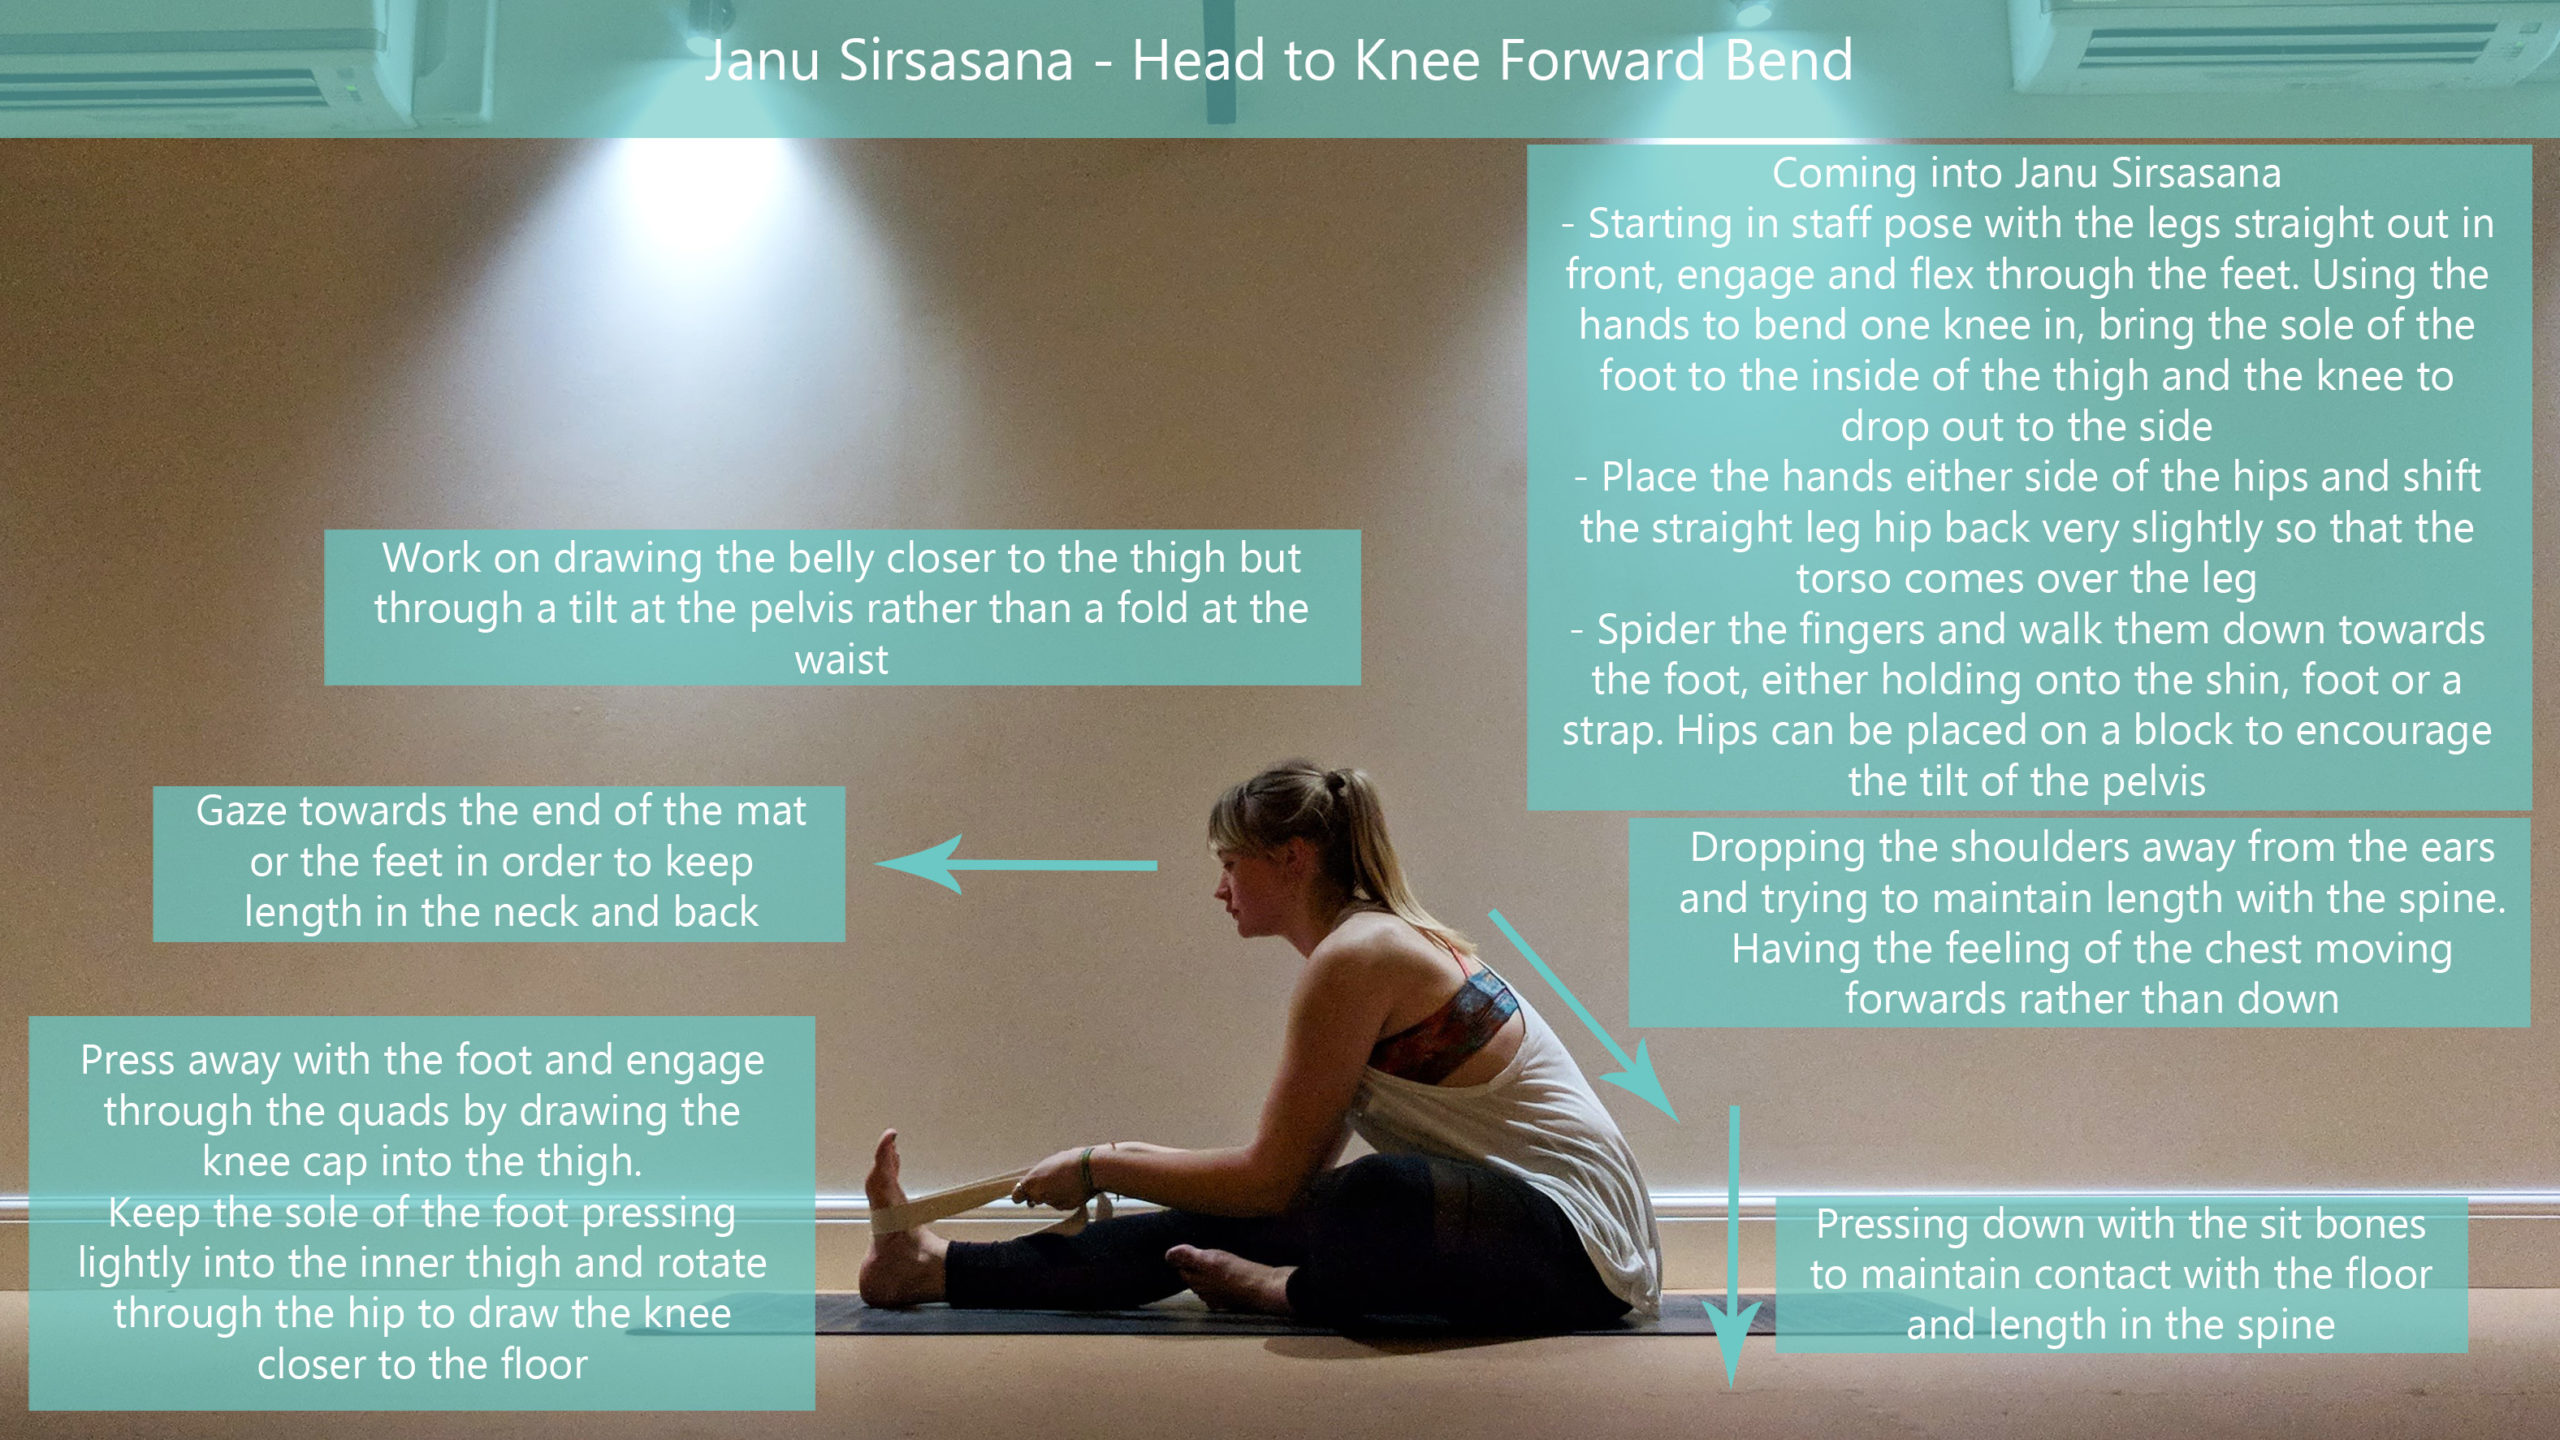 Janu Sirsasana - Head to Knee Forward Bend
Coming into Janu Sirsasana
- Starting in staff pose with the legs straight out in
front, engage and flex through the feet. Using the
hands to bend one knee in, bring the sole of the
foot to the inside of the thigh and the knee to
drop out to the side
- Place the hands either side of the hips and shift
the straight leg hip back very slightly so that the
torso comes over the leg
- Spider the fingers and walk them down towards
the foot, either holding onto the shin, foot or a
strap. Hips can be placed on a block to encourage
the tilt of the pelvis
Work on drawing the belly closer to the thigh but
through a tilt at the pelvis rather than a fold at the
waist
Gaze towards the end of the mat
or the feet in order to keep
length in the neck and back
Dropping the shoulders away from the ears
and trying to maintain length with the spine.
Having the feeling of the chest moving
forwards rather than down
Press away with the foot and engage
through the quads by drawing the
knee cap into the thigh.
Keep the sole of the foot pressing
lightly into the inner thigh and rotate
through the hip to draw the knee
closer to the floor
Pressing down with the sit bones
to maintain contact with the floor
and length in the spine